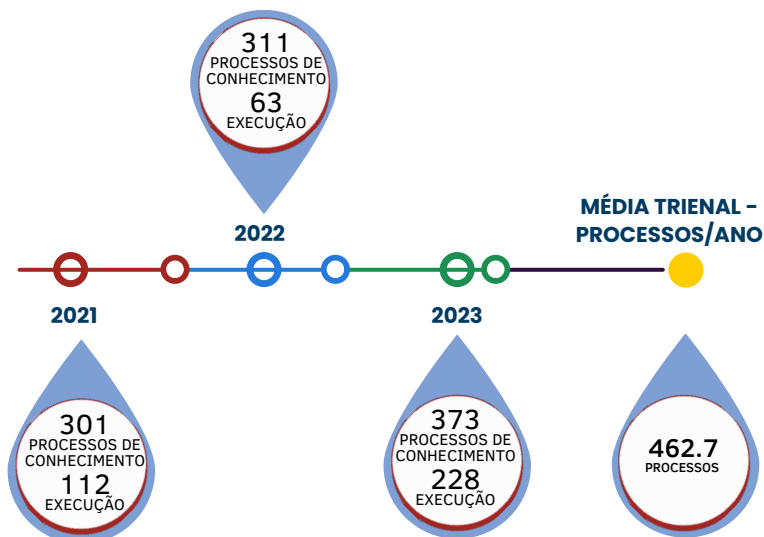 311
PROCESSOS DE
CONHECIMENTO
63
EXECUÇÃO
2022
MÉDIA TRIENAL -
PROCESSOS/ANO
2021
2023
301
PROCESSOS DE
CONHECIMENTO
112
EXECUÇÃO
373
PROCESSOS DE
CONHECIMENTO
228
EXECUÇÃO
462.7
PROCESSOS